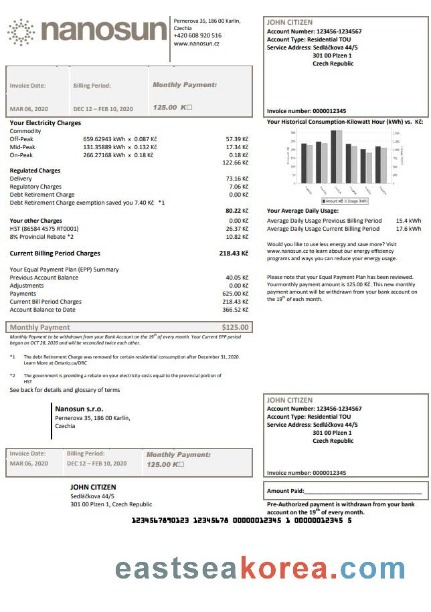 nanosun
Pernerova 35, 186 00 Karlin,
Czechia
+420 608 920 516
www.nanosun.cz
JOHN CITIZEN
Account Number: 123456-1234567
Account Type: Residential TOU
Service Address: Sedláčkova 44/5
301 00 Plzen 1
Czech Republic
Invoice number: 0000012345
Invoice Date: Billing Period: Monthly Payment:
MAR 06, 2020 DEC 12 – FEB 10, 2020 125.00 K□
Your Electricity Charges
Commodity
Off-Peak 659.62943 kWh x 0.087 Kč 57.39 Kč
Mid-Peak 131.35889 kWh x 0.132 Kč 17.34 Kč
On-Peak 266.27168 kWh x 0.18 Kč 0.18 Kč
122.66 Kč
Regulated Charges
Delivery 73.16 Kč
Regulatory Charges 7.06 Kč
Debt Retirement Charge 0.00 Kč
Debt Retirement Charge exemption saved you 7.40 Kč *1
80.22 Kč
Your other Charges 0.00 Kč
HST (86584 4575 RT0001) 26.37 Kč
8% Provincial Rebate *2 10.82 Kč
Current Billing Period Charges 218.43 KČ
Your Equal Payment Plan (EPP) Summary
Previous Account Balance 40.05 Kč
Adjustments 0.00 Kč
Payments 625.00 Kč
Current Bill Period Charges 218.43 Kč
Account Balance to Date 366.52 Kč
Your Historical Consumption-Kilowatt Hour (kWh) vs. Kč:
Your Average Daily Usage:
Average Daily Usage Previous Billing Period 15.4 kWh
Average Daily Usage Current Billing Period 17.6 kWh
Would you like to use less energy and save more? Visit
www.nanosun.cz to learn about our energy efficiency
programs and ways you can reduce your energy usage.
Please note that your Equal Payment Plan has been reviewed.
Yourmonthly payment amount is 125.00 Kč. This new monthly
payment amount will be withdrawn from your bank account on
the 19th of each month.
Monthly Payment $125.00
Monthly Payment to be withdrawn from your Bank Account on the 19th of every month. Your Current EPP period
began on OCT 28, 2020 and will be reconciled twice each other.
*1 The debt Retirement Charge was removed for certain residential consumption after December 31, 2020.
Learn More at Ontario.ca/DRC
*2 The government is providing a rebate on your electricity costs equal to the provincial portion of
HST
See back for details and glossary of terms
Nanosun s.r.o.
Pernerova 35, 186 00 Karlin,
Czechia
JOHN CITIZEN
Account Number: 123456-1234567
Account Type: Residential TOU
Service Address: Sedláčkova 44/5
301 00 Plzen 1
Czech Republic
Invoice number: 0000012345
Invoice Date: Billing Period: Monthly Payment:
MAR 06, 2020 DEC 12 – FEB 10, 2020 125.00 K□
JOHN CITIZEN
Sedláčkova 44/5
301 00 Plzen 1, Czech Republic
Amount Paid:
Pre-Authorized payment is withdrawn from your bank
account on the 19th of every month.
1234567890123 12345678 00000012345 1 00000012345 5
eastseakorea.com